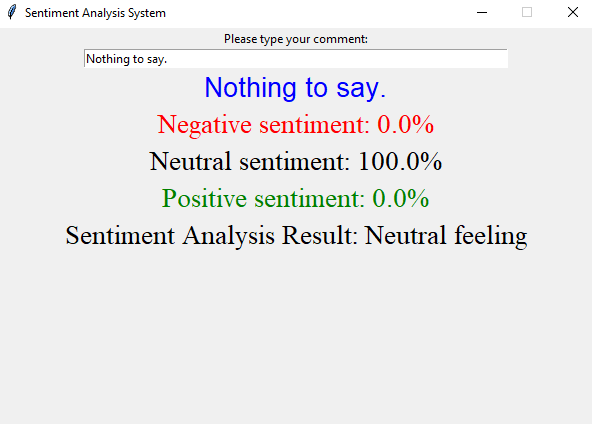 Sentiment Analysis System
Please type your comment:
Nothing to say.
Nothing to say.
Negative sentiment: 0.0%
Neutral sentiment: 100.0%
Positive sentiment: 0.0%
Sentiment Analysis Result: Neutral feeling